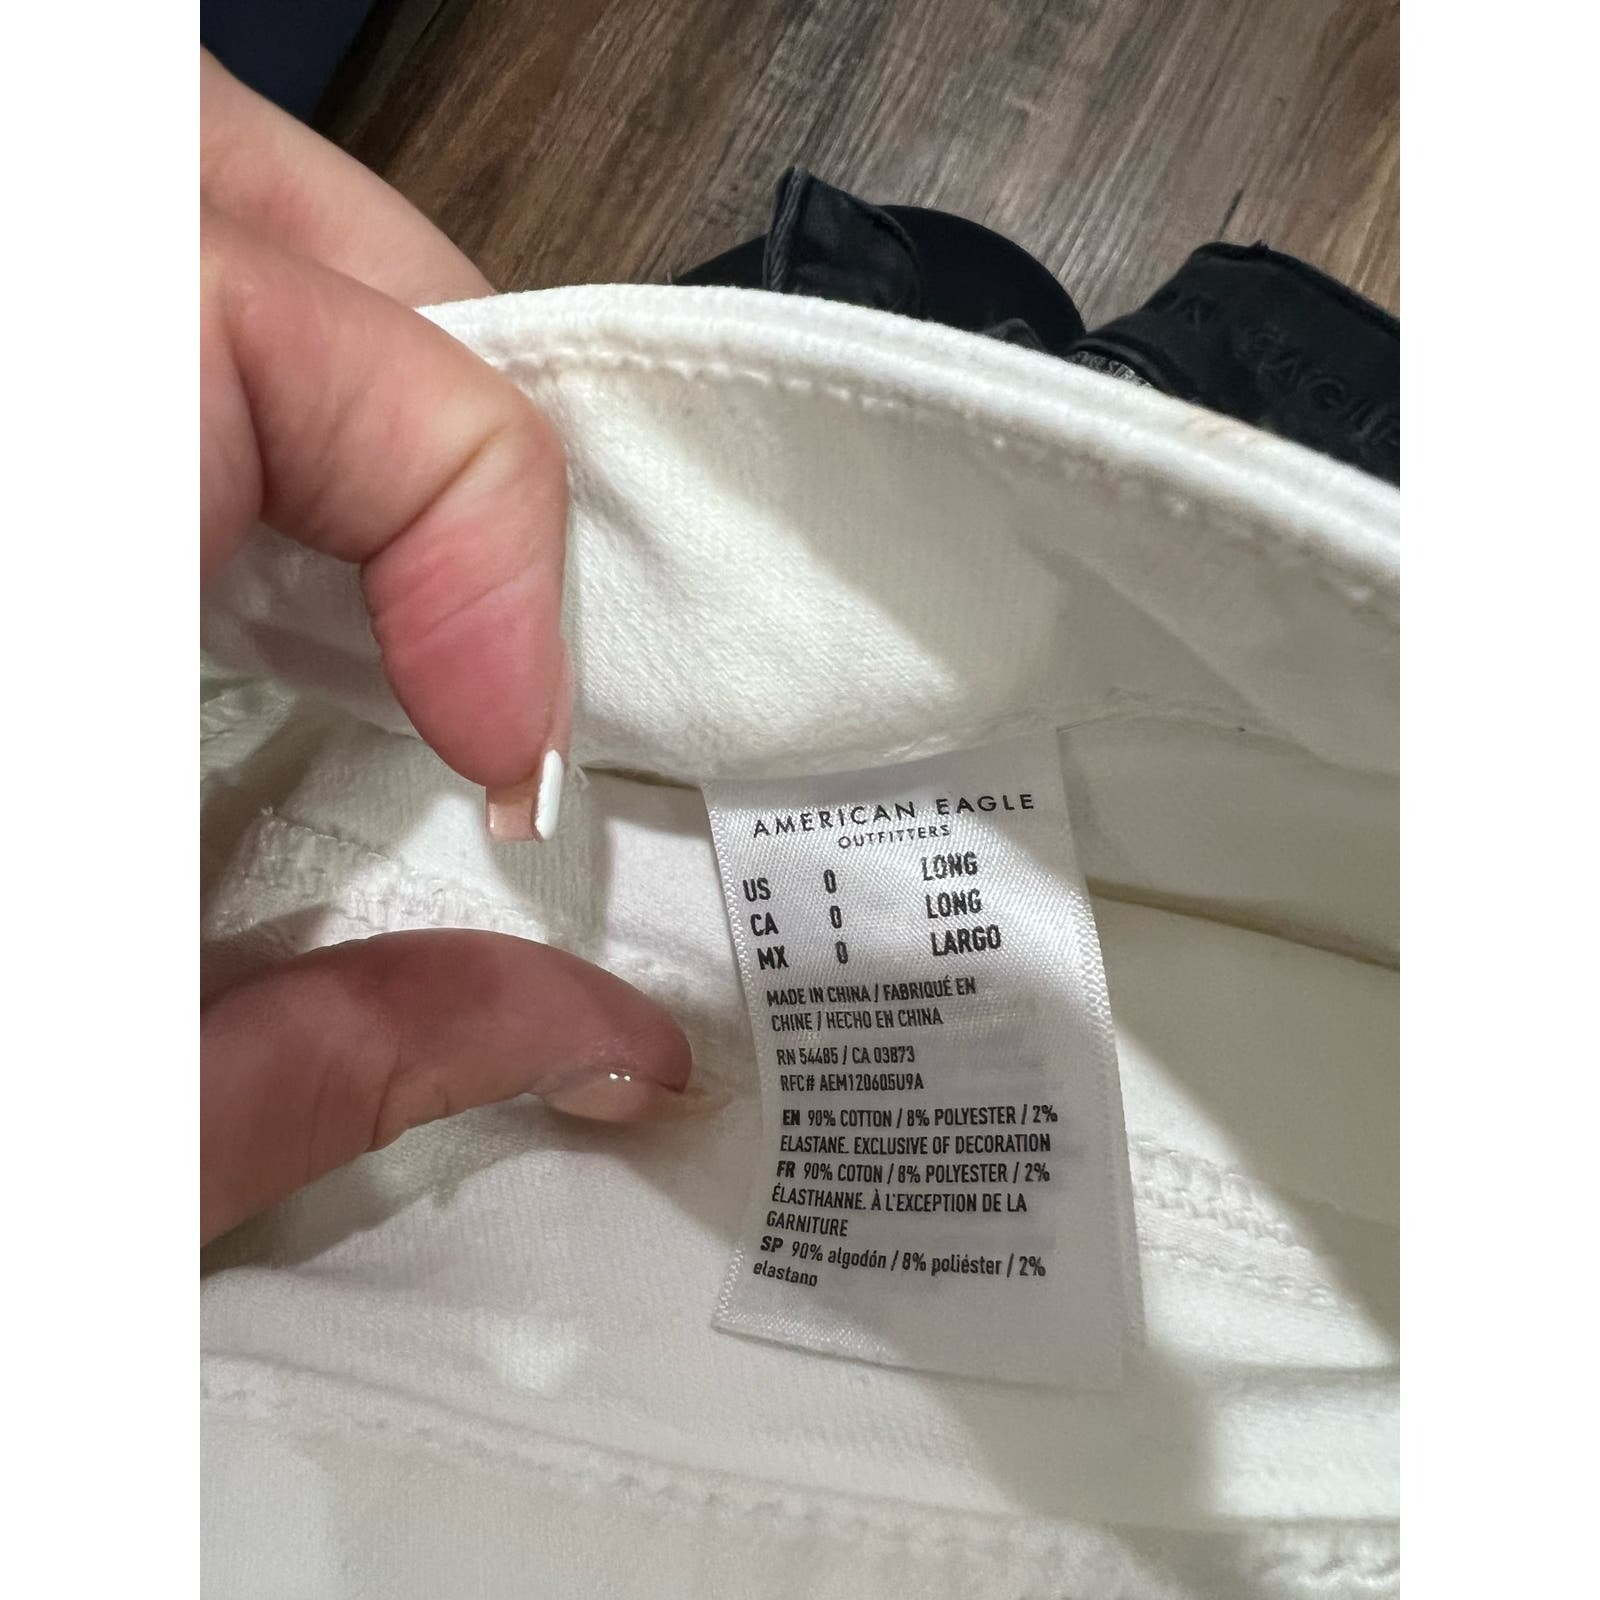 AMERICAN EAGLE
OUTFITTERS
US 0 LONG
CA 0 LONG
MX 0 LARGO
MADE IN CHINA / FABRIQUÉ EN
CHINE / HECHO EN CHINA
RN 54485 / CA 03873
RFC# AEM120605U9A
EN 90% COTTON / 8% POLYESTER / 2%
ELASTANE. EXCLUSIVE OF DECORATION
FR 90% COTON / 8% POLYESTER / 2%
ÉLASTHANNE. À L'EXCEPTION DE LA
GARNITURE
SP 90% algodón / 8% poliéster / 2%
elastano